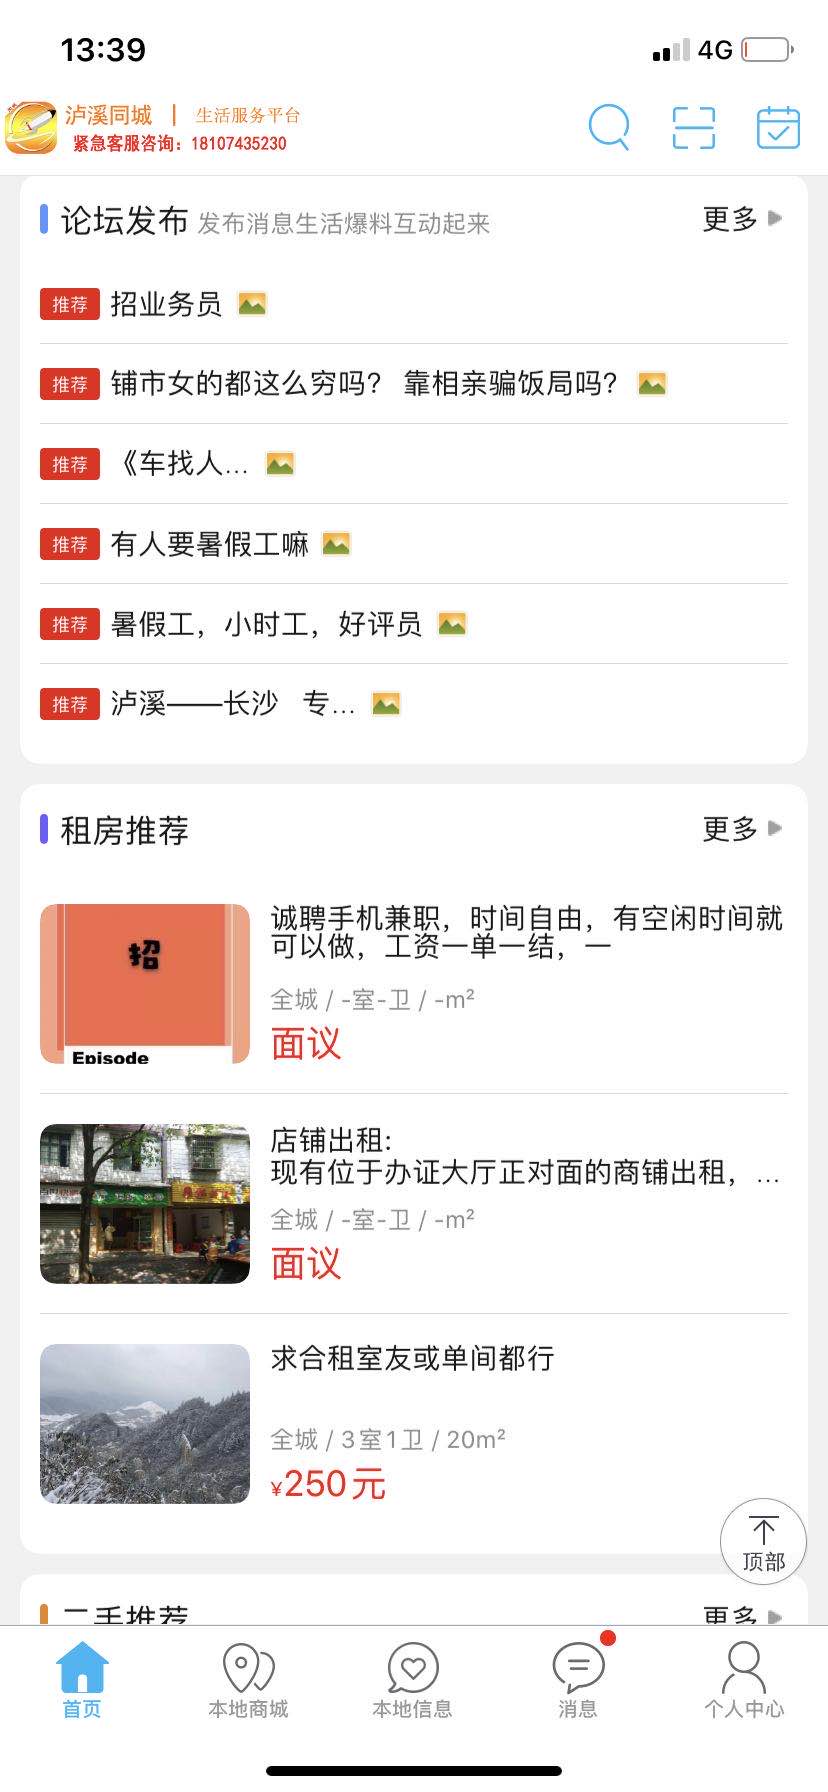 13:39
4G
泸溪同城 | 生活服务平台
紧急客服咨询：18107435230
论坛发布 发布消息生活爆料互动起来 更多
推荐 招业务员
推荐 铺市女的都这么穷吗？ 靠相亲骗饭局吗？
推荐 《车找人...
推荐 有人要暑假工嘛
推荐 暑假工，小时工，好评员
推荐 泸溪——长沙 专...
租房推荐 更多
招
Episode
诚聘手机兼职，时间自由，有空闲时间就
可以做，工资一单一结，一
全城 / -室-卫 / -m²
面议
店铺出租:
现有位于办证大厅正对面的商铺出租，...
全城 / -室-卫 / -m²
面议
求合租室友或单间都行
全城 / 3室1卫 / 20m²
¥250元
顶部
二手推荐 更多
首页 本地商城 本地信息 消息 个人中心